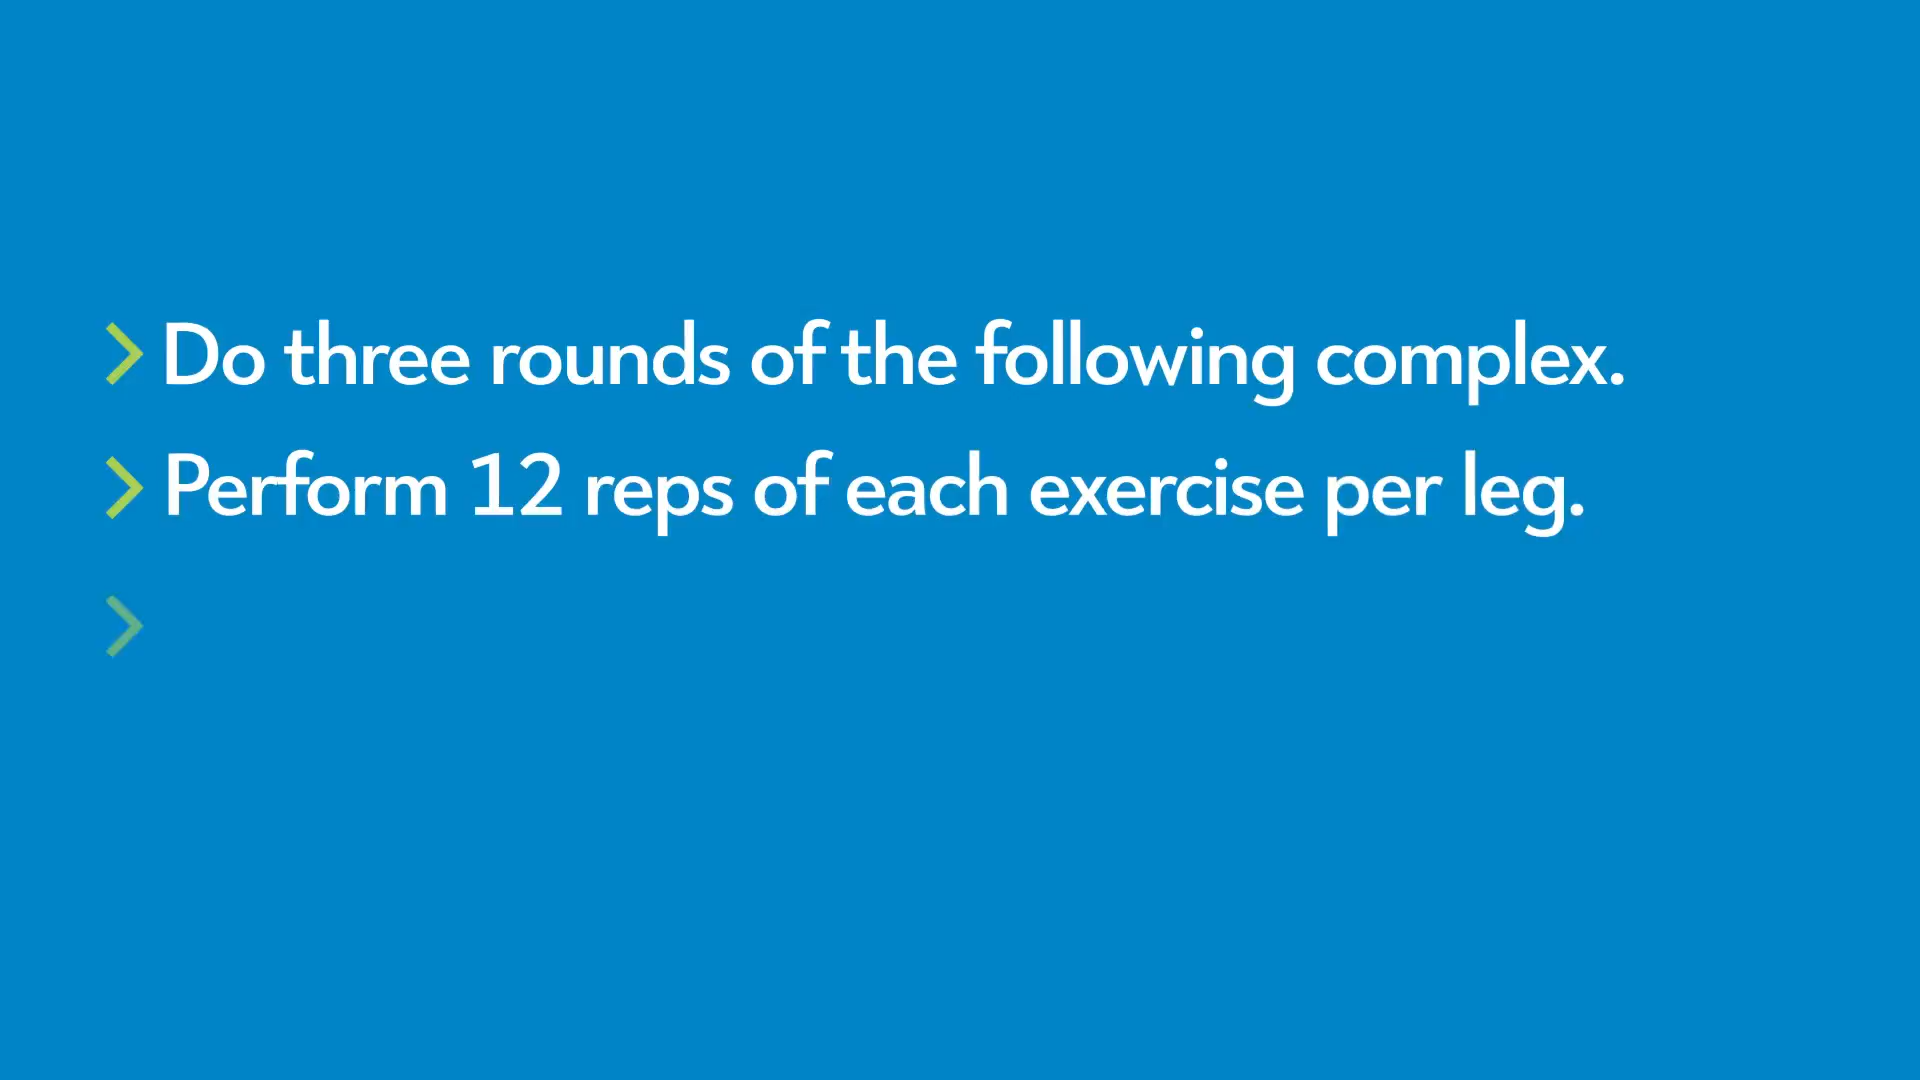 Do three rounds of the following complex.
Perform 12 reps of each exercise per leg.